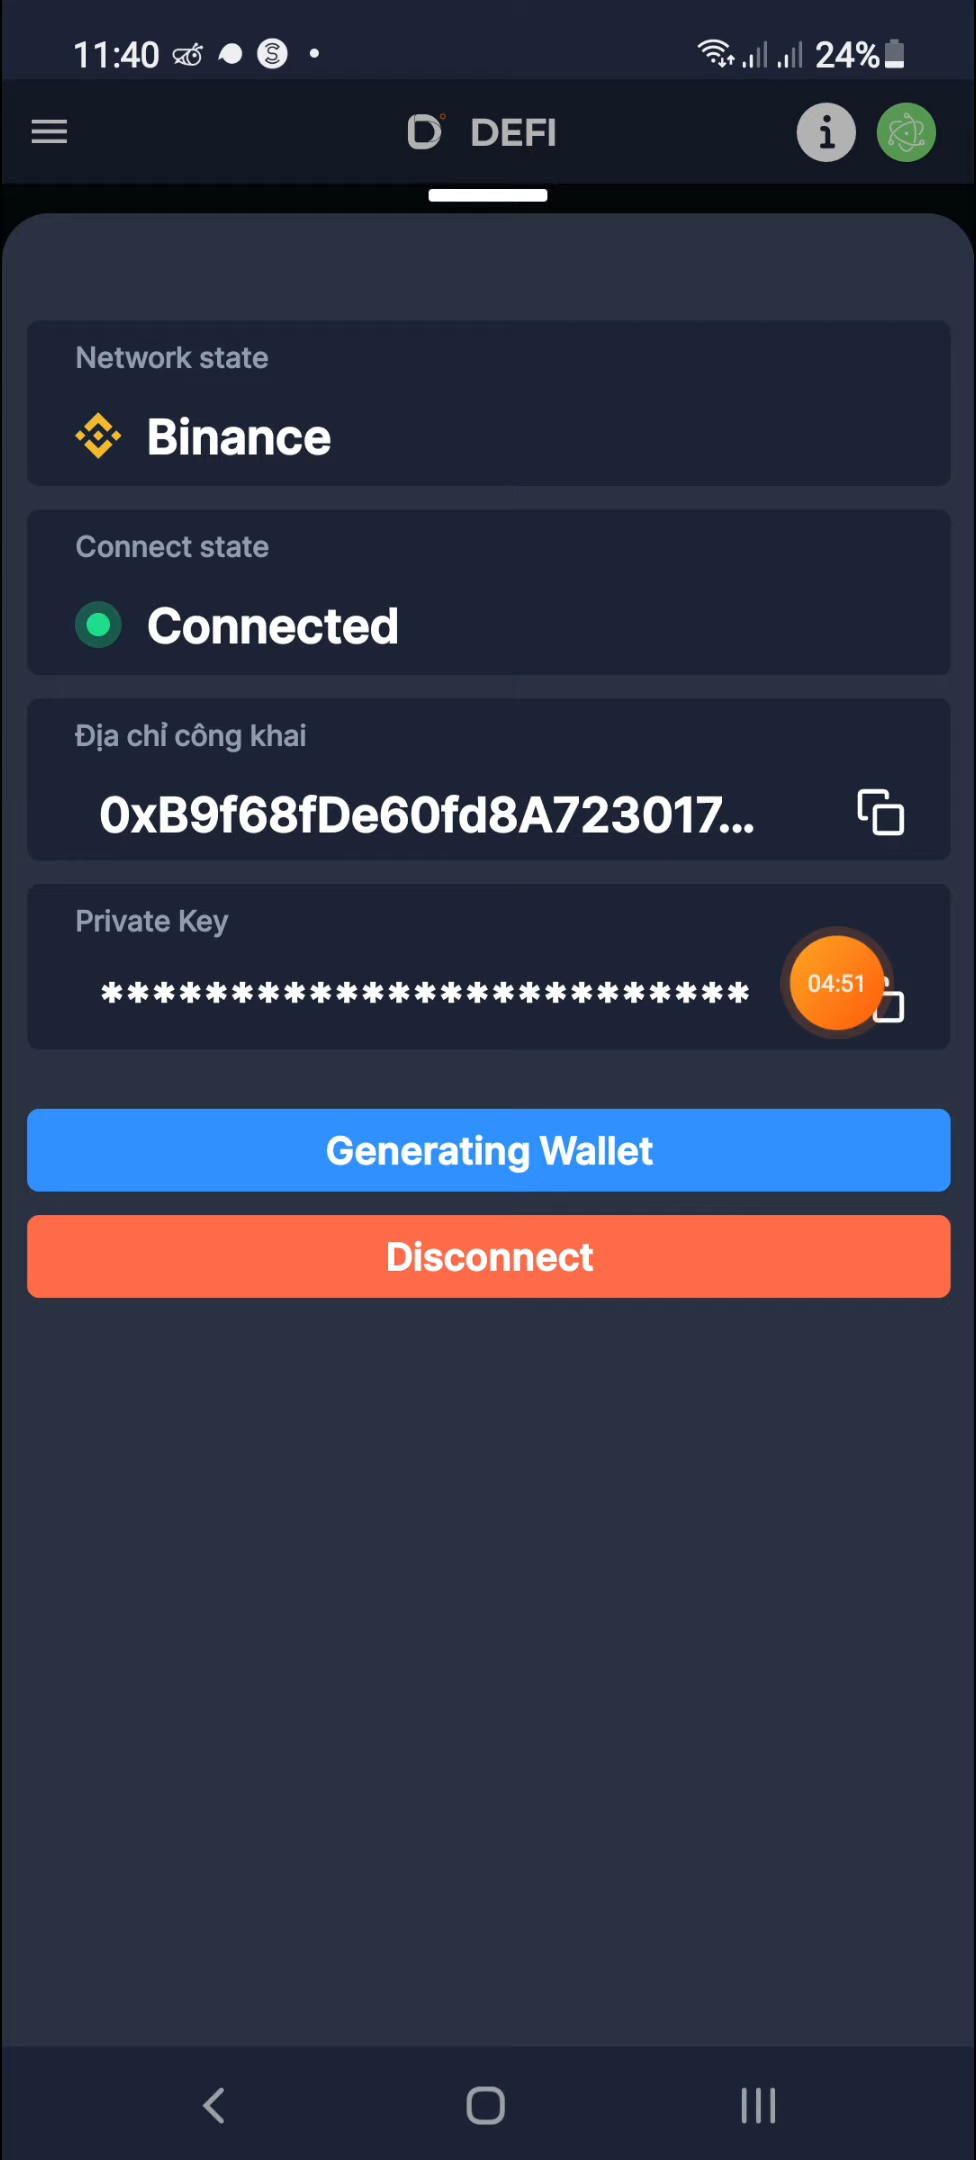 11:40
24%
DEFI
Network state
Binance
Connect state
Connected
Địa chỉ công khai
0xB9f68fDe60fd8A723017...
Private Key
*************************
04:51
Generating Wallet
Disconnect